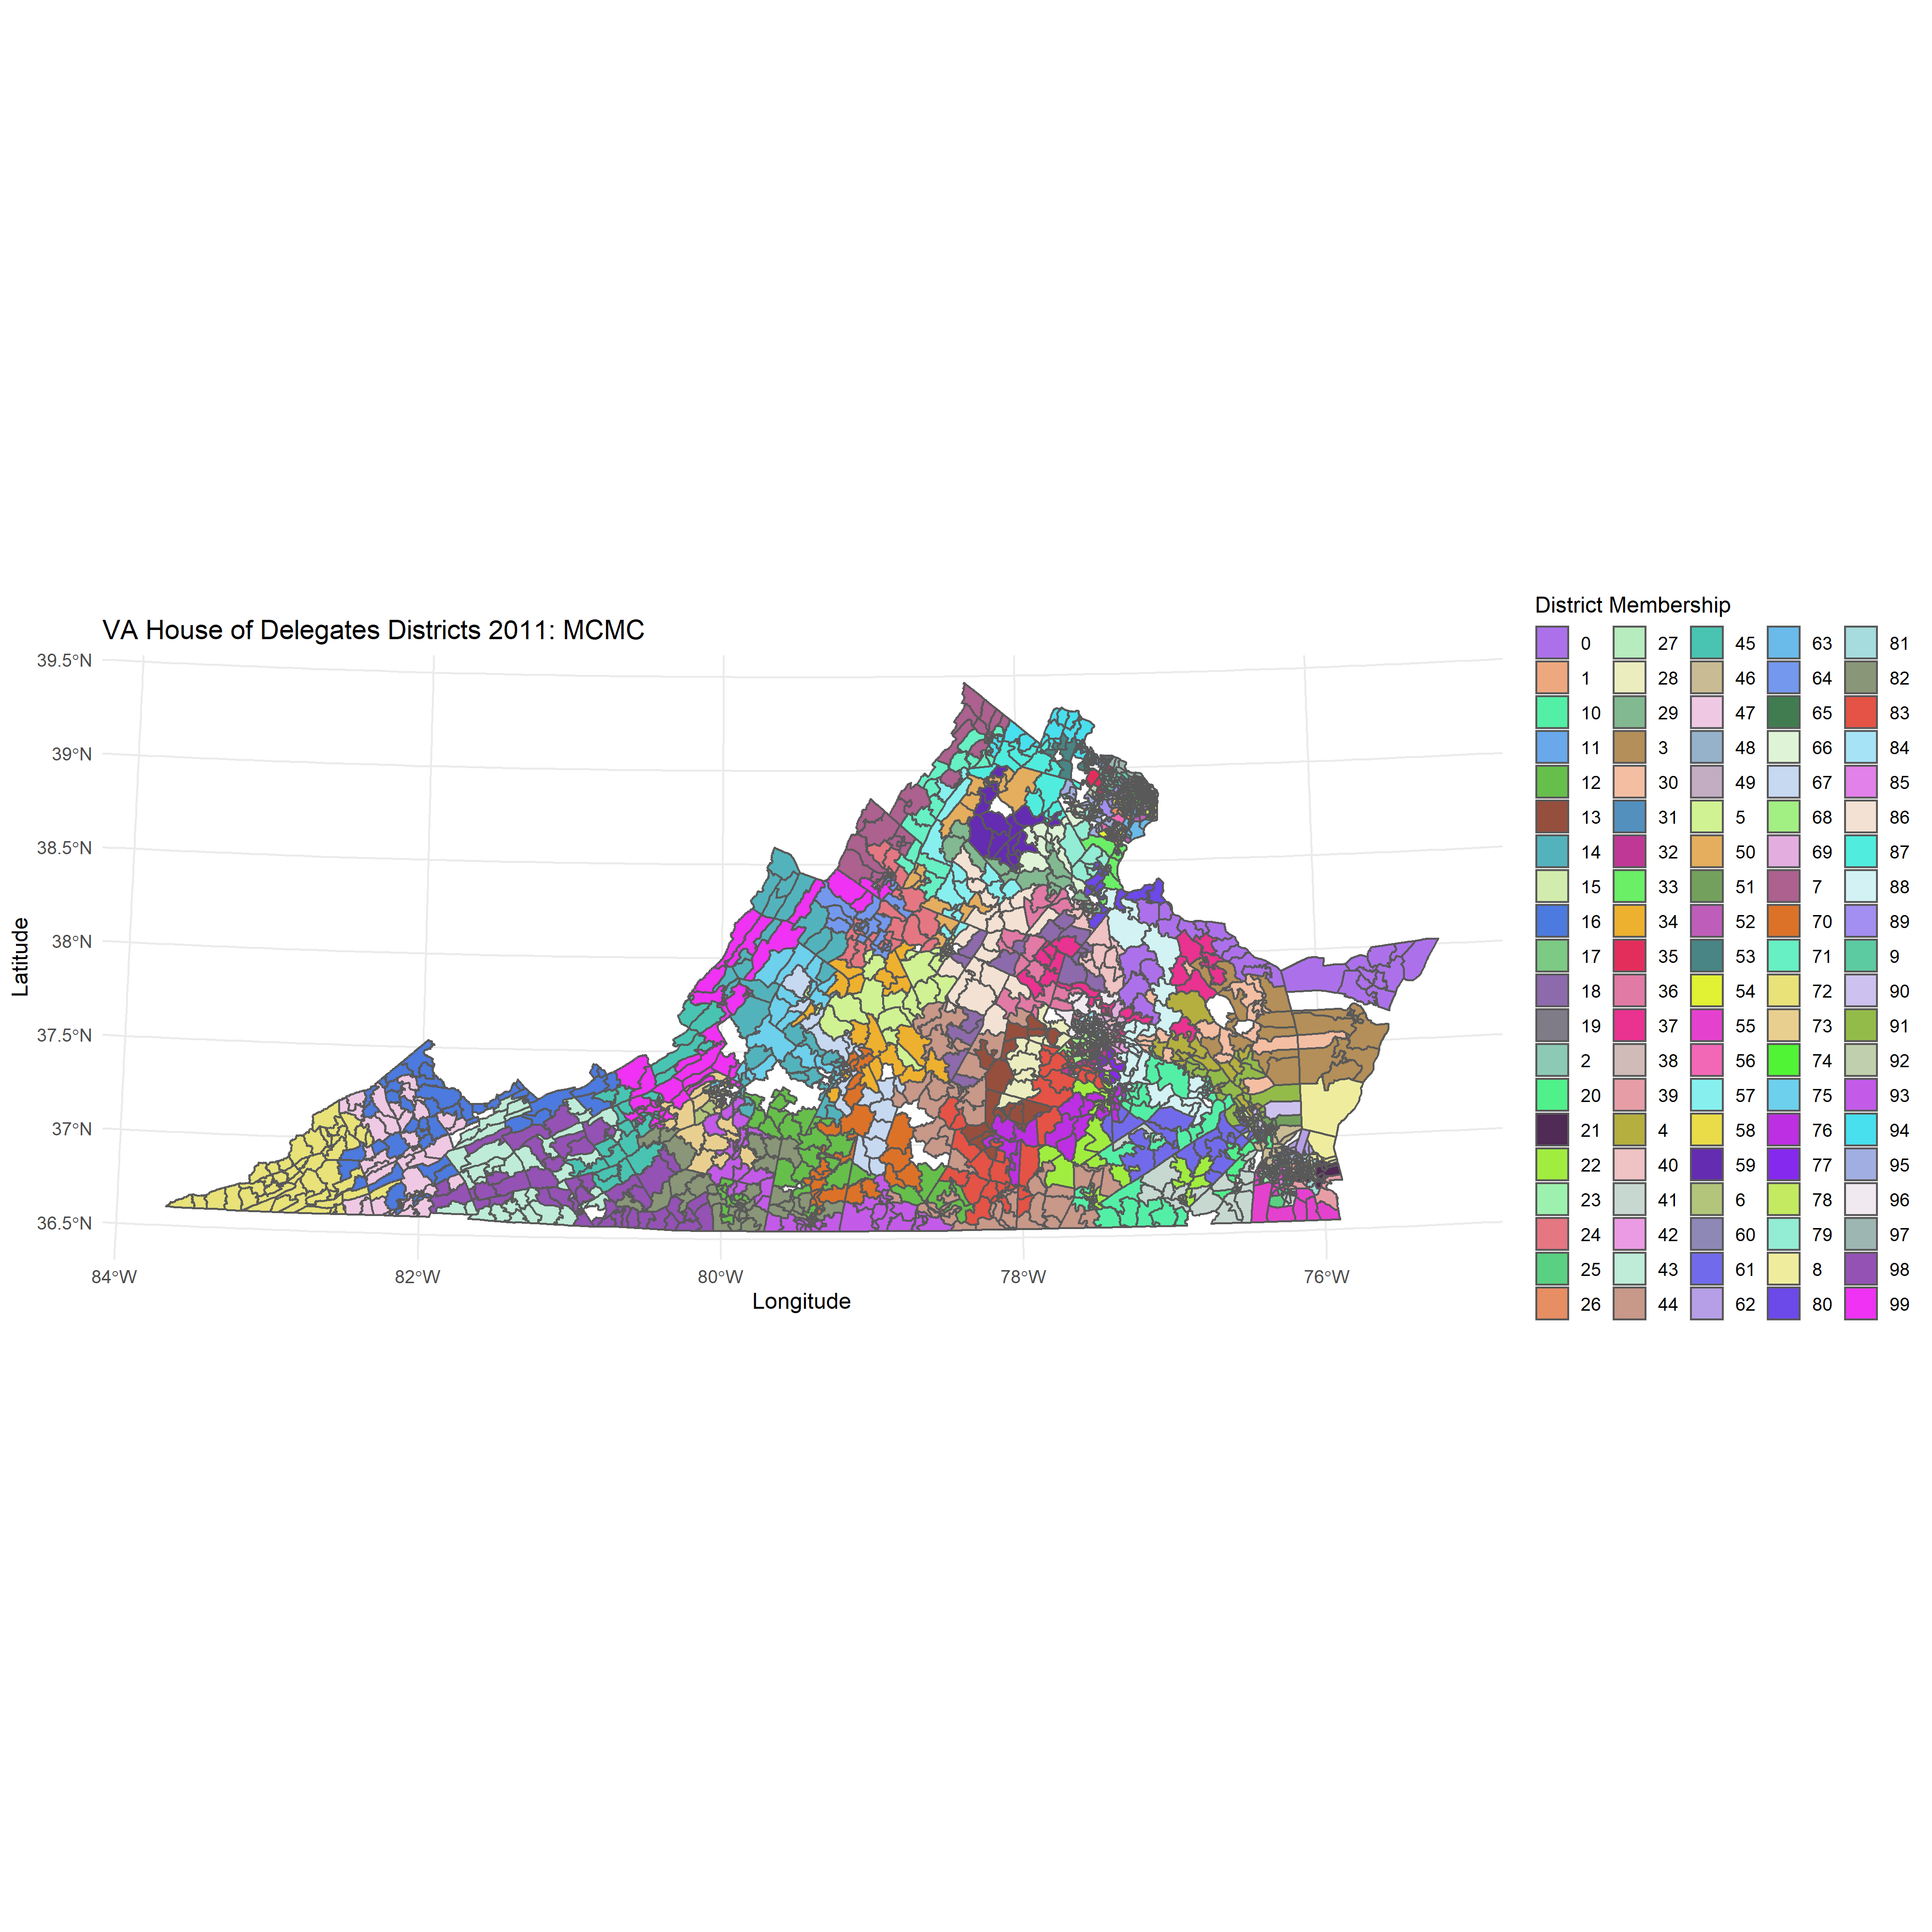 VA House of Delegates Districts 2011: MCMC
District Membership
0 27 45 63 81
1 28 46 64 82
10 29 47 65 83
11 3 48 66 84
12 30 49 67 85
13 31 5 68 86
14 32 50 69 87
15 33 51 7 88
16 34 52 70 89
17 35 53 71 9
18 36 54 72 90
19 37 55 73 91
2 38 56 74 92
20 39 57 75 93
21 4 58 76 94
22 40 59 77 95
23 41 6 78 96
24 42 60 79 97
25 43 61 8 98
26 44 62 80 99
Latitude
39.5°N
39°N
38.5°N
38°N
37.5°N
37°N
36.5°N
84°W 82°W 80°W 78°W 76°W
Longitude